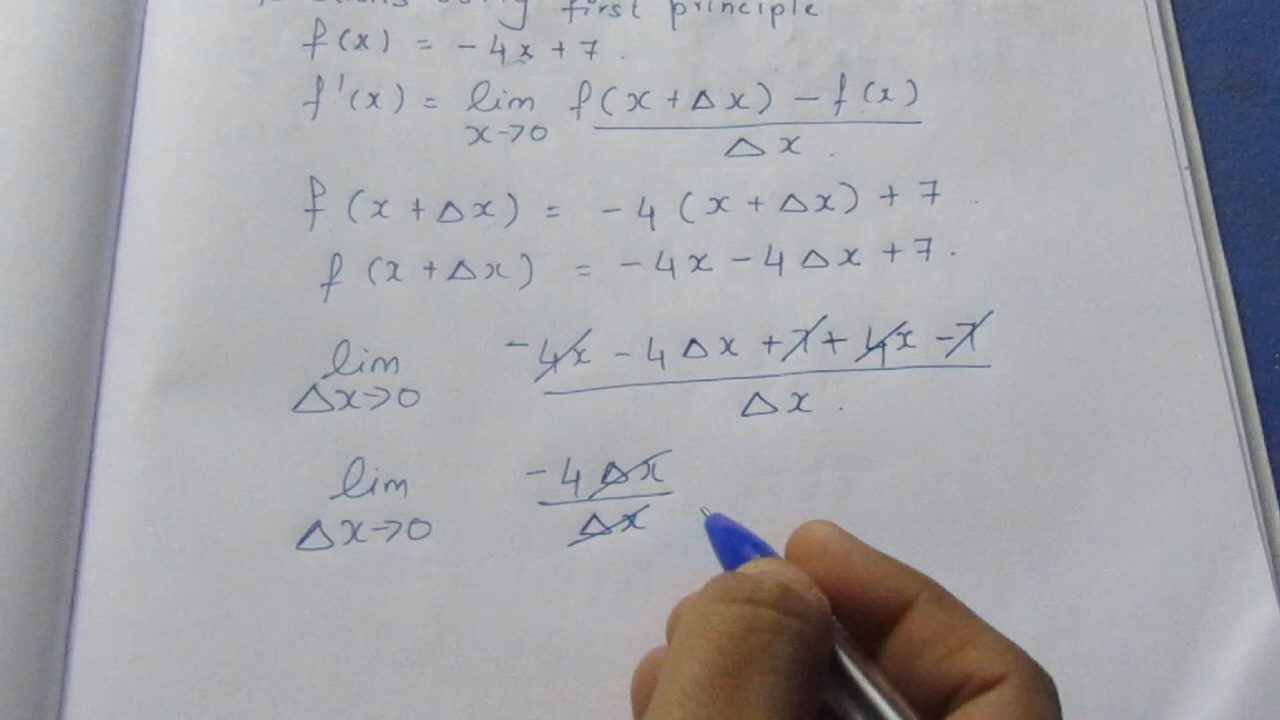 using first principle
f(x) = -4x + 7.
f'(x) = lim f(x + Δx) - f(x)
x→0 Δx.
f(x + Δx) = -4(x + Δx) + 7.
f(x + Δx) = -4x - 4Δx + 7.
lim -4x - 4Δx + 7 + 4x - 7
Δx→0 Δx.
lim -4Δx
Δx→0 Δx